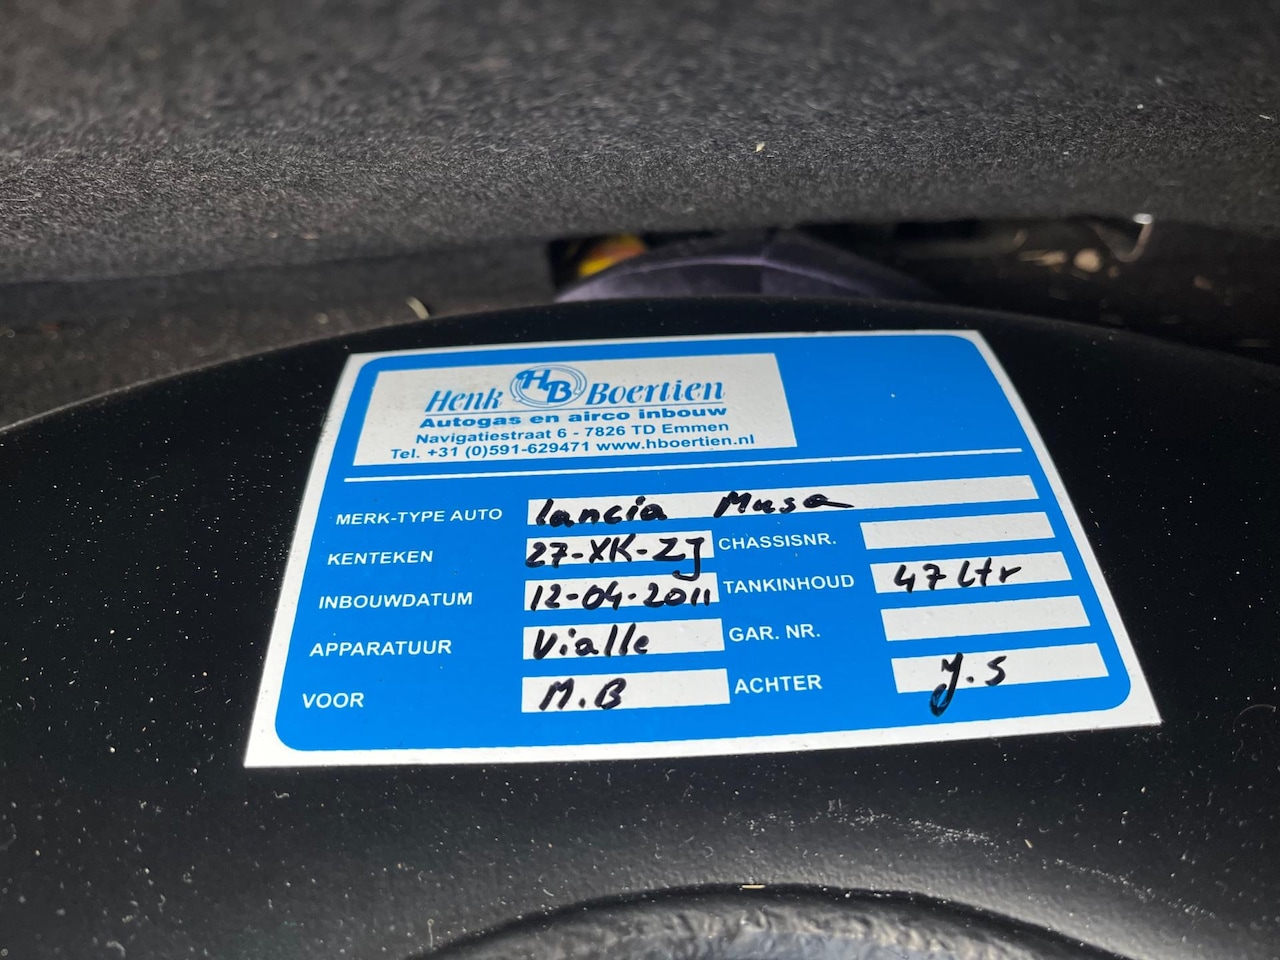 Henk HB Boertien
Autogas en airco inbouw
Navigatiestraat 6 - 7826 TD Emmen
Tel. +31 (0)591-629471 www.hboertien.nl
MERK-TYPE AUTO Lancia Musa
KENTEKEN 27-XK-ZJ CHASSISNR.
INBOUWDATUM 12-04-2011 TANKINHOUD 47 Ltr
APPARATUUR Vialle GAR. NR.
VOOR M.B ACHTER J.S